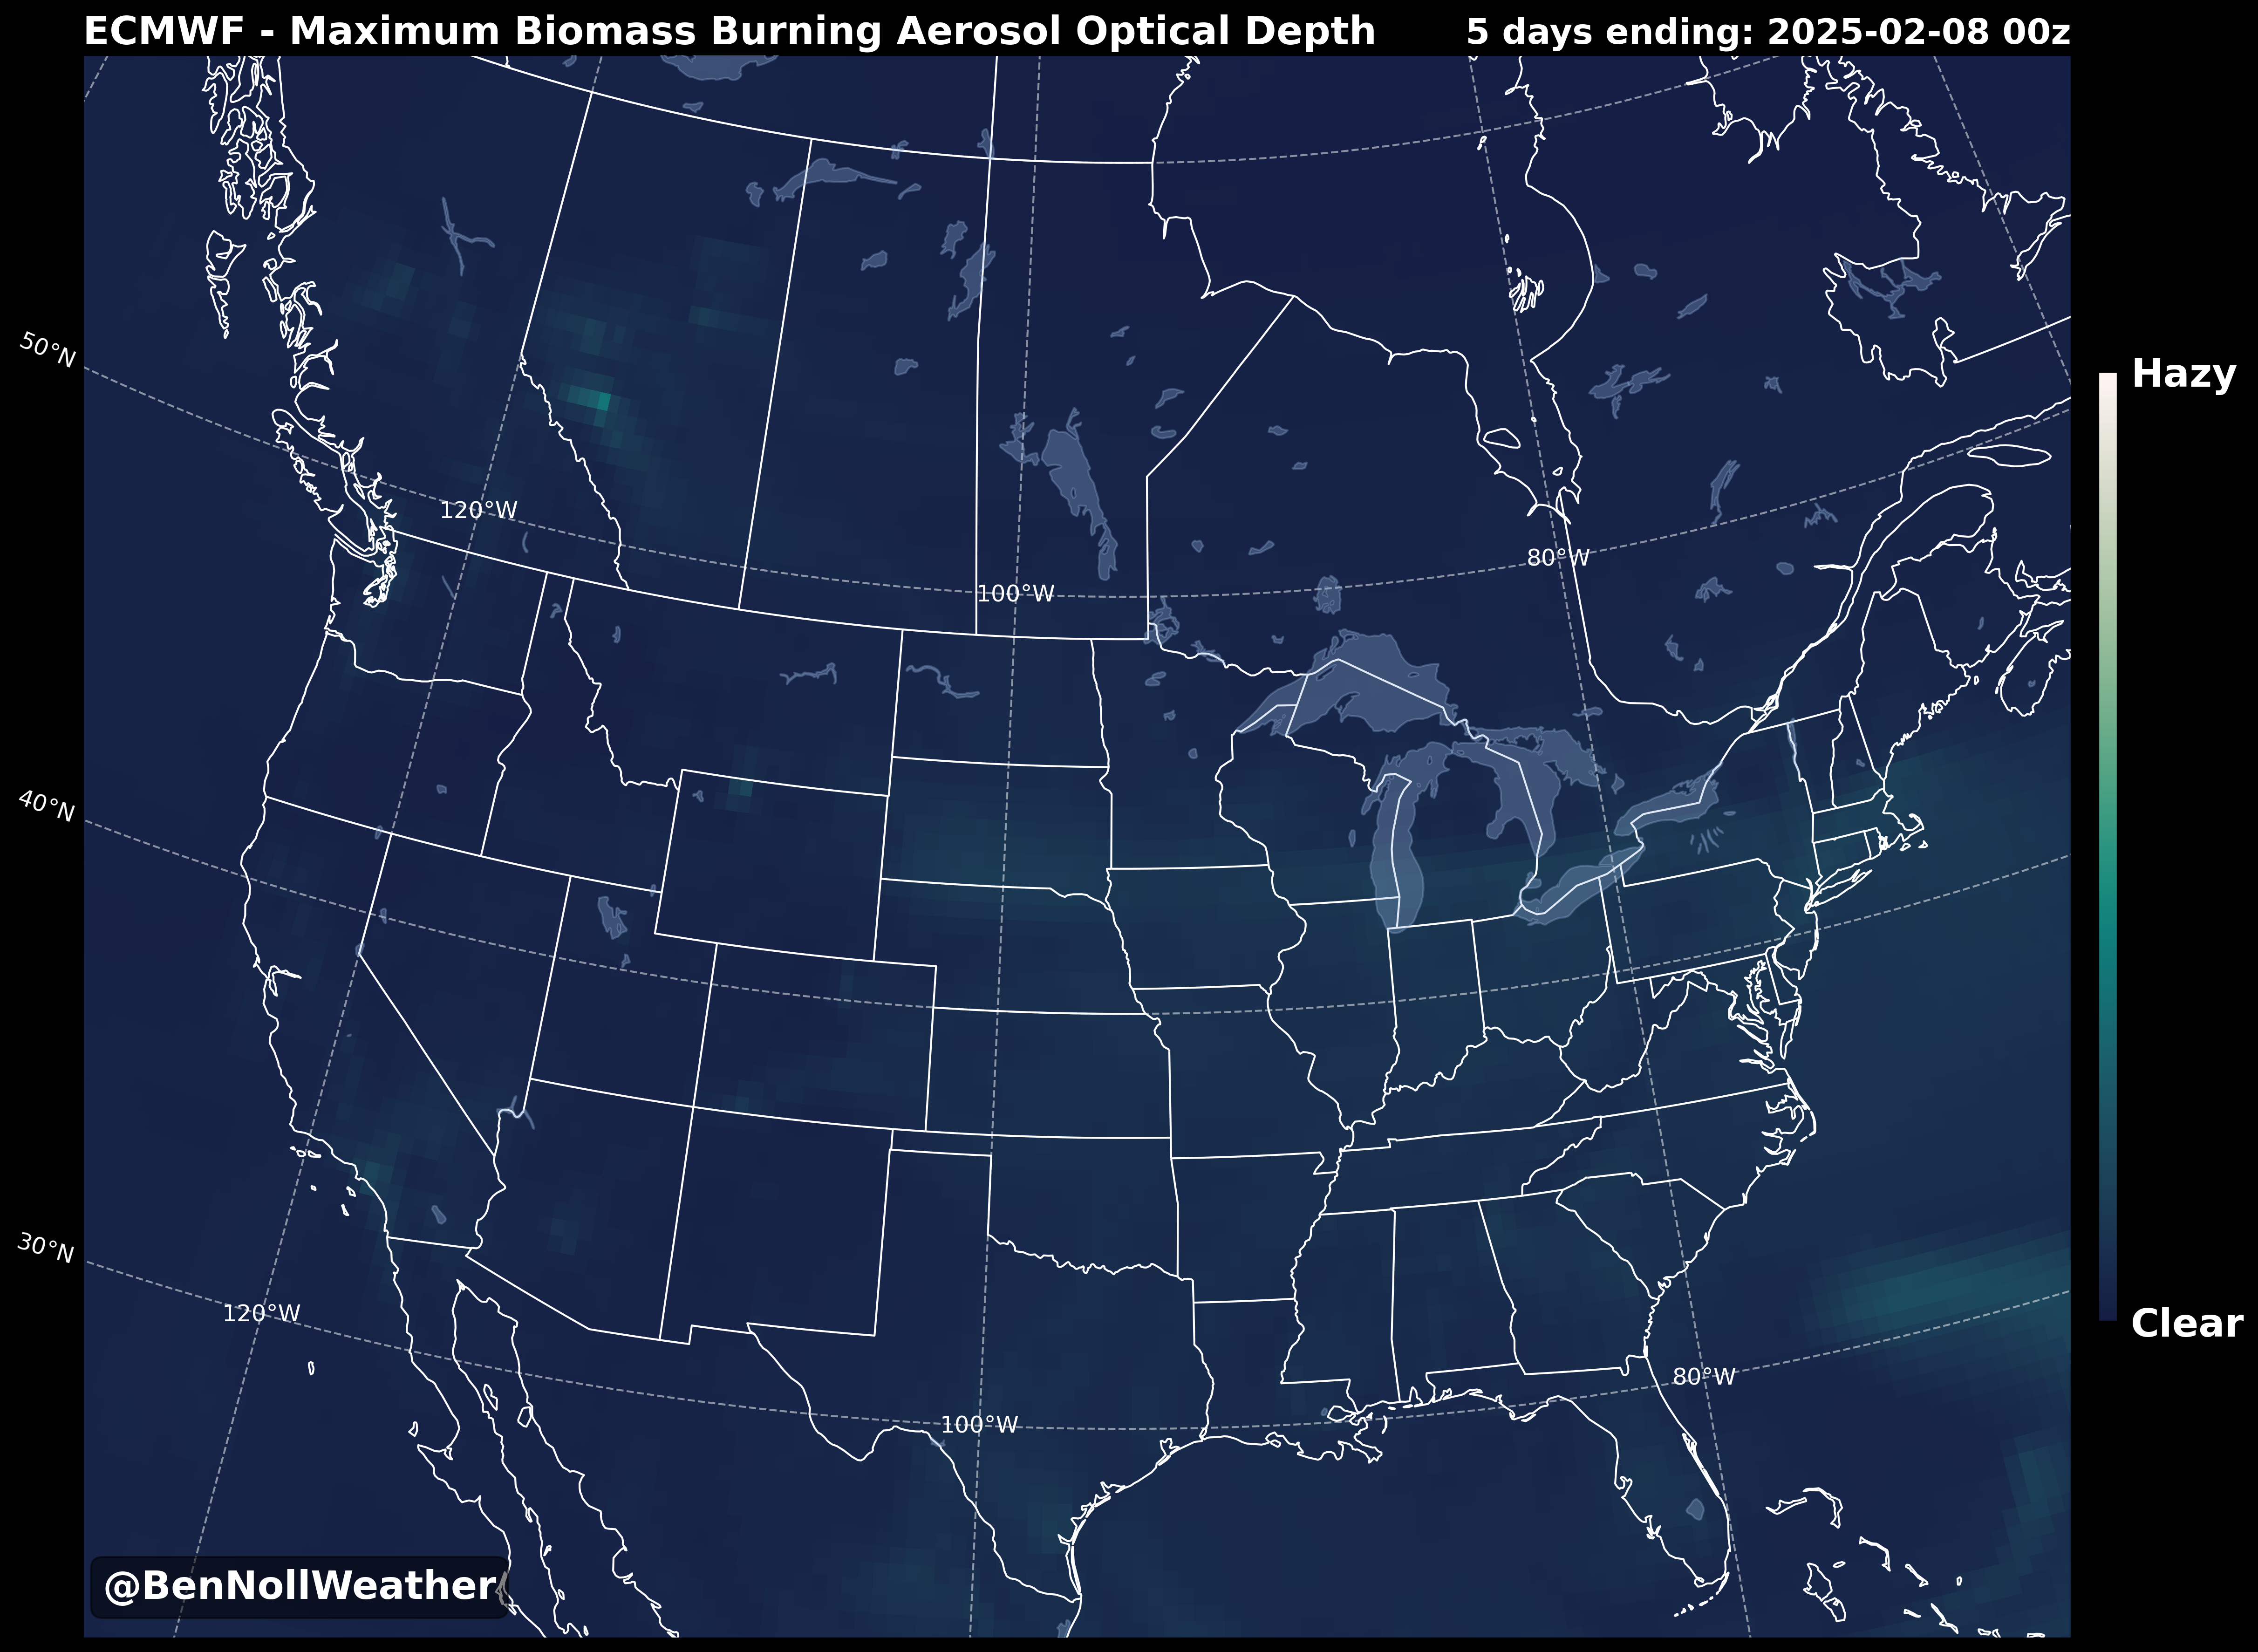 ECMWF - Maximum Biomass Burning Aerosol Optical Depth
5 days ending: 2025-02-08 00z
50°N
Hazy
120°W
80°W
100°W
40°N
30°N
120°W
Clear
80°W
100°W
@BenNollWeather